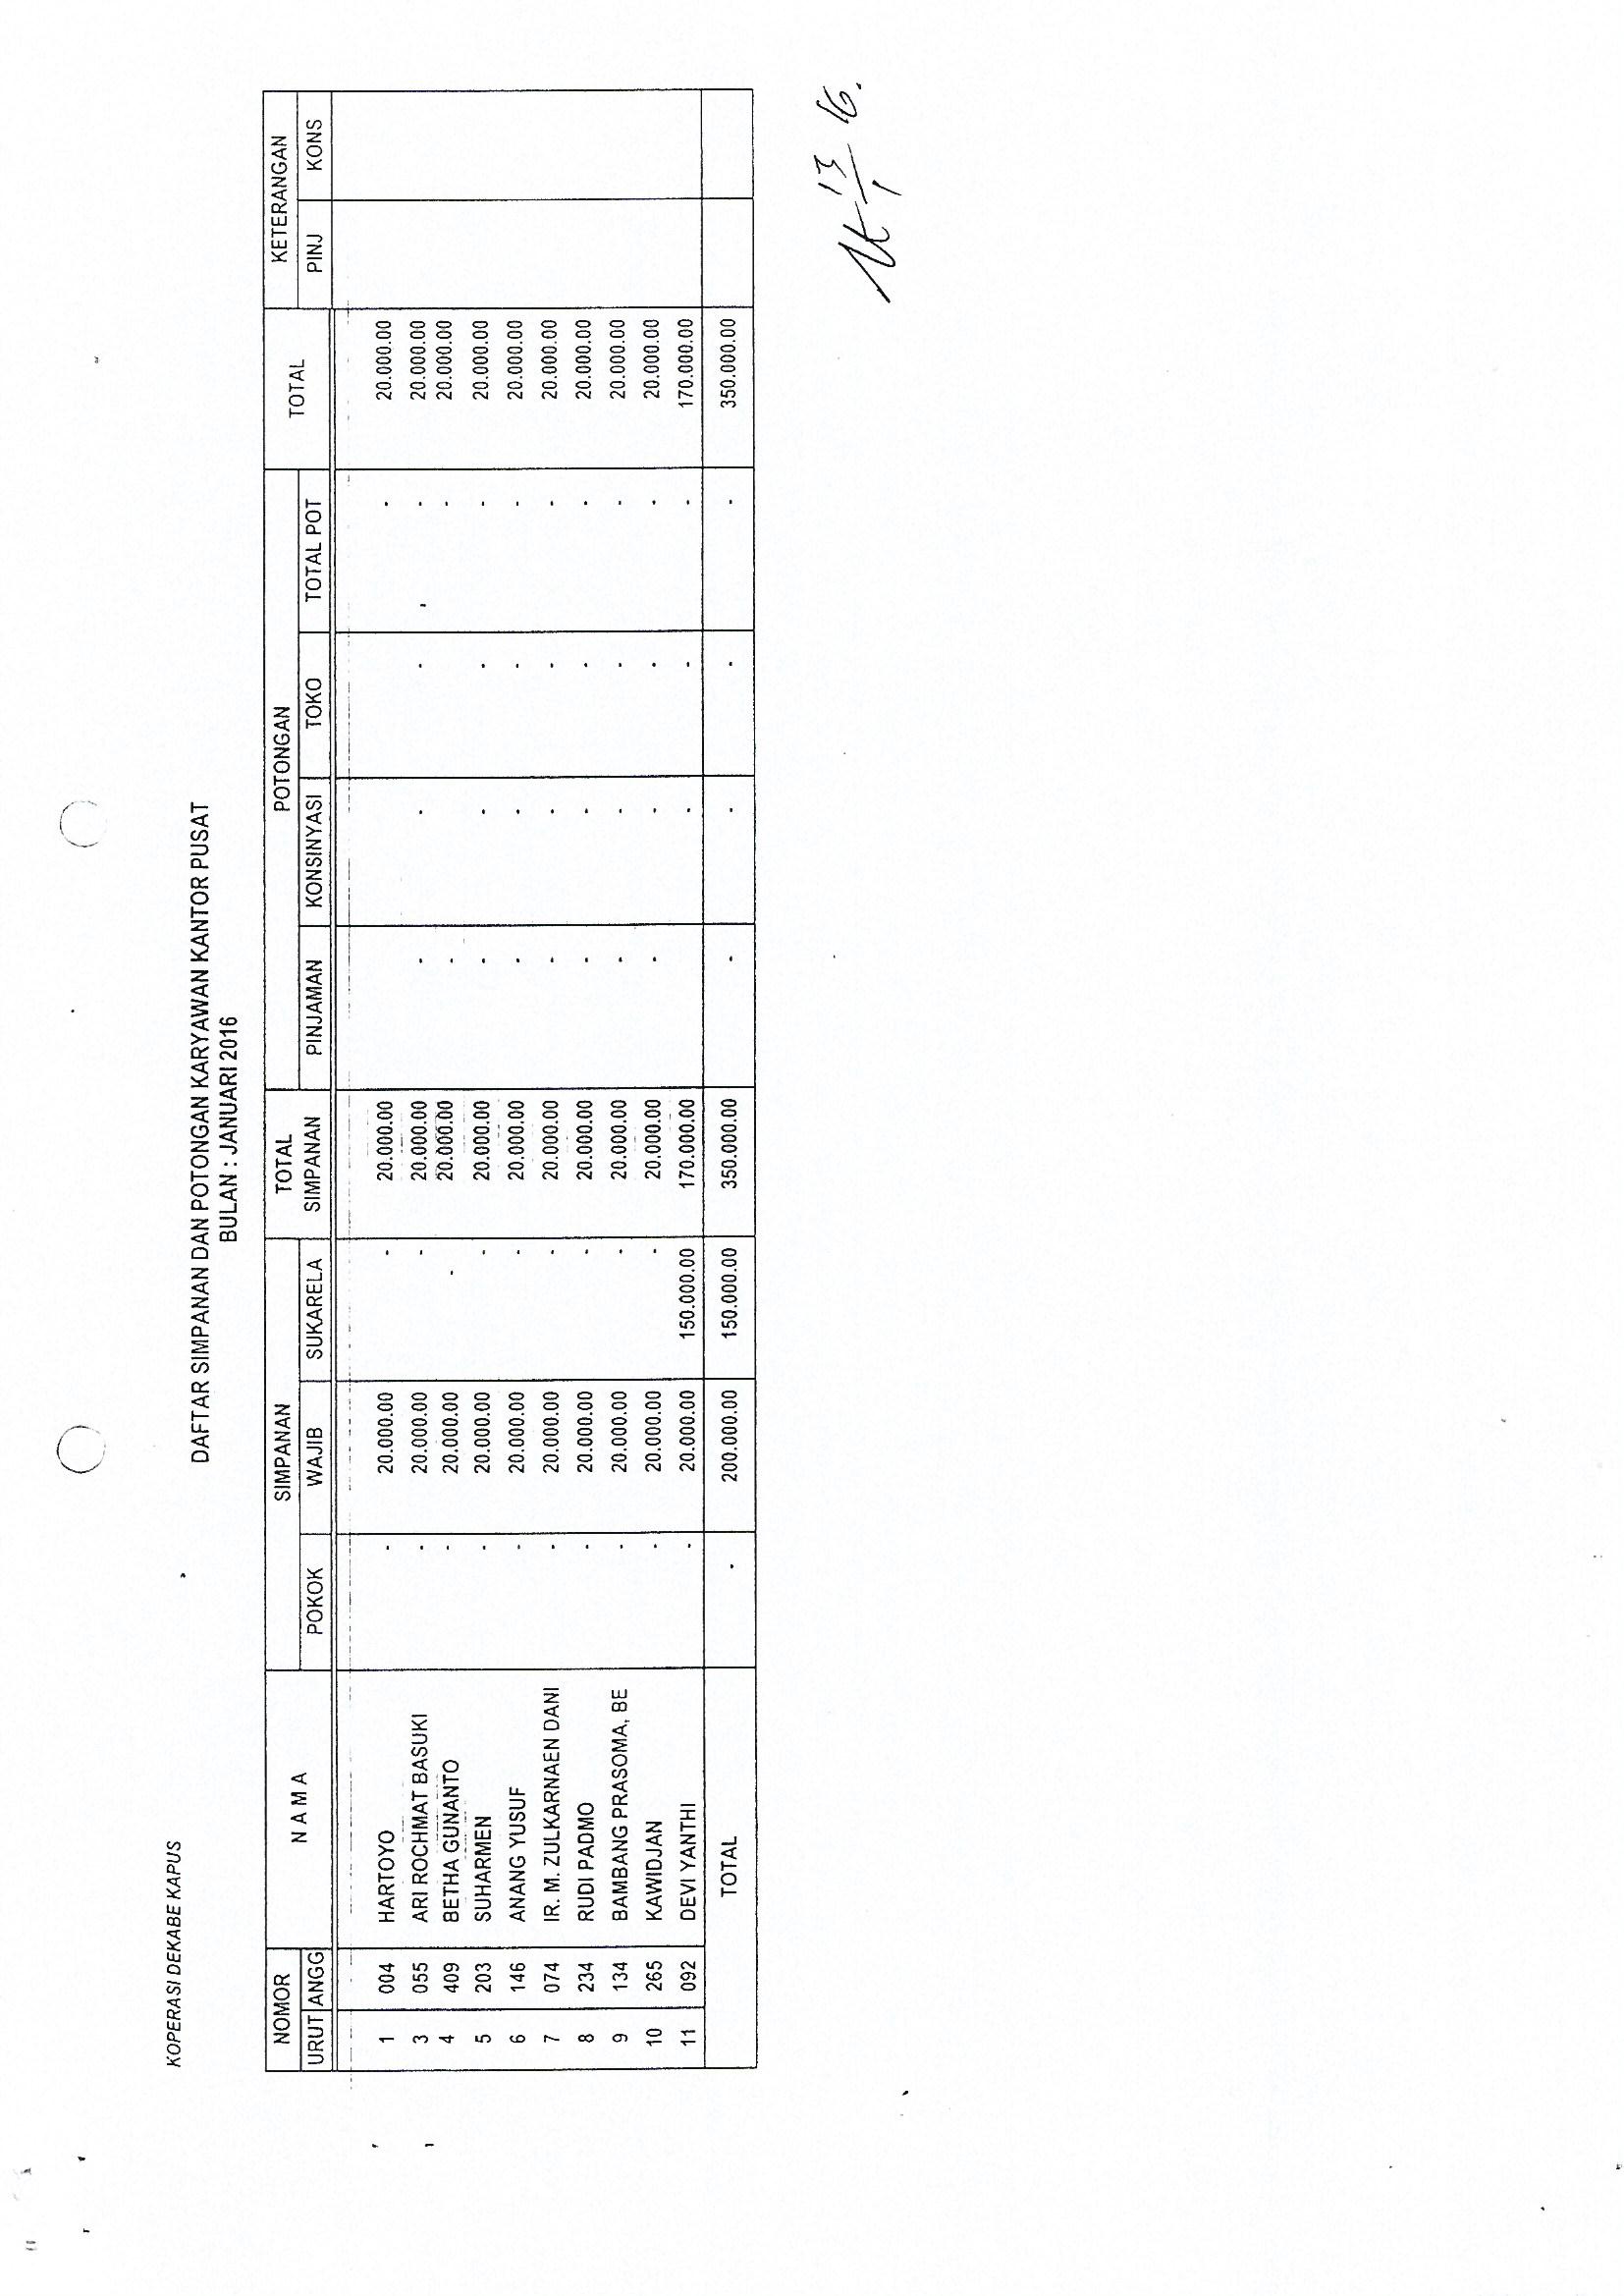 KOPERASI DEKABE KAPUS
DAFTAR SIMPANAN DAN POTONGAN KARYAWAN KANTOR PUSAT
BULAN : JANUARI 2016
NOMOR N A M A SIMPANAN TOTAL SIMPANAN POTONGAN TOTAL KETERANGAN
URUT ANGG POKOK WAJIB SUKARELA PINJAMAN KONSINYASI TOKO TOTAL POT PINJ KONS
1 004 HARTOYO - 20.000.00 - 20.000.00 - 20.000.00
3 055 ARI ROCHMAT BASUKI - 20.000.00 - 20.000.00 - - - - 20.000.00
4 409 BETHA GUNANTO - 20.000.00 - 20.000.00 - - 20.000.00
5 203 SUHARMEN - 20.000.00 - 20.000.00 - - - - 20.000.00
6 146 ANANG YUSUF - 20.000.00 - 20.000.00 - - - - 20.000.00
7 074 IR. M. ZULKARNAEN DANI - 20.000.00 - 20.000.00 - - - - 20.000.00
8 234 RUDI PADMO - 20.000.00 - 20.000.00 - - - - 20.000.00
9 134 BAMBANG PRASOMA, BE - 20.000.00 - 20.000.00 - - - - 20.000.00
10 265 KAWIDJAN - 20.000.00 - 20.000.00 - - - - 20.000.00
11 092 DEVI YANTHI - 20.000.00 150.000.00 170.000.00 - - - 170.000.00
TOTAL - 200.000.00 150.000.00 350.000.00 - - - - 350.000.00
13/1 16.